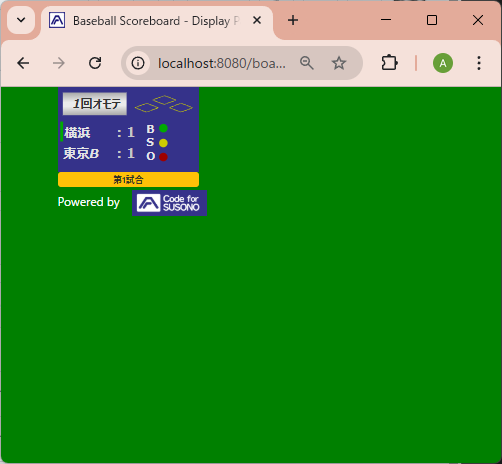 Baseball Scoreboard - Display P
localhost:8080/boa...
A
1回オモテ
横浜 : 1
東京B : 1
B
S
O
第1試合
Powered by
Code for
SUSONO